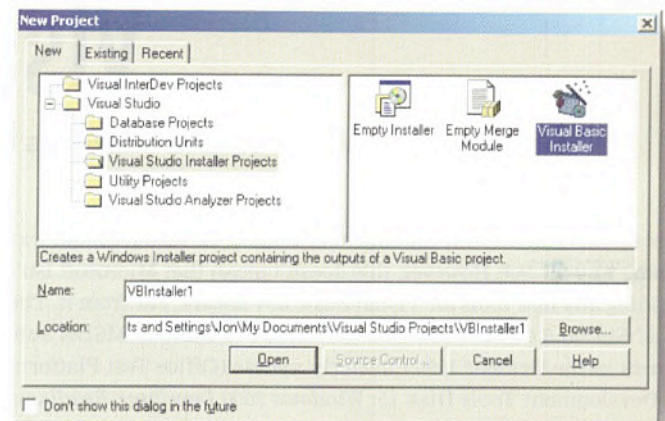 New Project
New
Existing
Recent
Visual InterDev Projects
Visual Studio
Database Projects
Distribution Units
Visual Studio Installer Projects
Utility Projects
Visual Studio Analyzer Projects
Empty Installer
Empty Merge
Module
Visual Basic
Installer
Creates a Windows Installer project containing the outputs of a Visual Basic project.
Name:
VBInstaller1
Location:
ts and Settings\Jon\My Documents\Visual Studio Projects\VBInstaller1
Browse...
Open
Source Control...
Cancel
Help
Don't show this dialog in the future